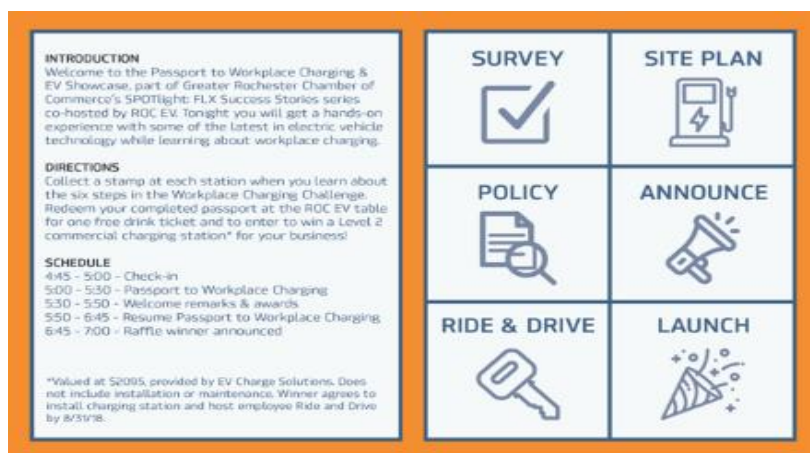 INTRODUCTION
Welcome to the Passport to Workplace Charging &
EV Showcase, part of Greater Rochester Chamber of
Commerce's SPOTlight: FLX Success Stories series
co-hosted by ROC EV. Tonight you will get a hands-on
experience with some of the latest in electric vehicle
technology while learning about workplace charging.
DIRECTIONS
Collect a stamp at each station when you learn about
the six steps in the Workplace Charging Challenge.
Redeem your completed passport at the ROC EV table
for one free drink ticket and to enter to win a Level 2
commercial charging station* for your business!
SCHEDULE
4:45 - 5:00 - Check-in
5:00 - 5:30 - Passport to Workplace Charging
5:30 - 5:50 - Welcome remarks & awards
5:50 - 6:45 - Resume Passport to Workplace Charging
6:45 - 7:00 - Raffle winner announced
*Valued at $2095, provided by EV Charge Solutions. Does
not include installation or maintenance. Winner agrees to
install charging station and host employee Ride and Drive
by 8/31/18.
SURVEY
SITE PLAN
POLICY
ANNOUNCE
RIDE & DRIVE
LAUNCH